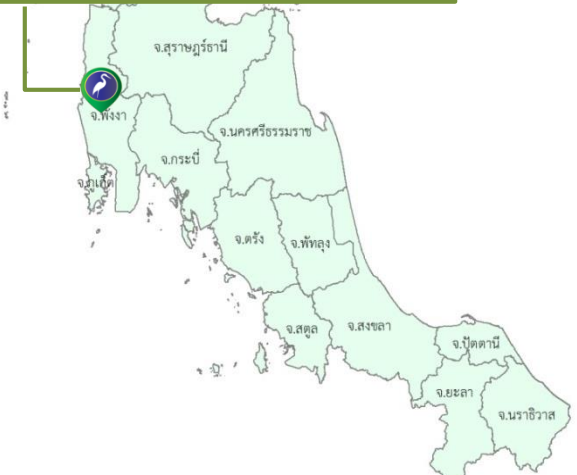 จ.สุราษฎร์ธานี
จ.พังงา
จ.นครศรีธรรมราช
จ.กระบี่
จ.ภูเก็ต
จ.ตรัง
จ.พัทลุง
จ.สตูล
จ.สงขลา
จ.ปัตตานี
จ.ยะลา
จ.นราธิวาส